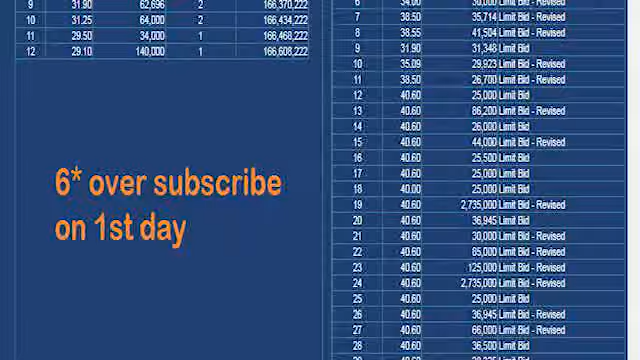 9 31.90 62,696 2 166,370,222
10 31.25 64,000 2 166,434,222
11 29.50 34,000 1 166,468,222
12 29.10 140,000 1 166,608,222
6* over subscribe
on 1st day
6 34.00 30,000 Limit Bid - Revised
7 38.50 35,714 Limit Bid - Revised
8 38.55 41,504 Limit Bid - Revised
9 31.90 31,348 Limit Bid
10 35.09 29,923 Limit Bid - Revised
11 38.50 26,700 Limit Bid - Revised
12 40.60 25,000 Limit Bid
13 40.60 86,200 Limit Bid - Revised
14 40.60 26,000 Limit Bid
15 40.60 44,000 Limit Bid - Revised
16 40.60 25,500 Limit Bid
17 40.60 25,000 Limit Bid
18 40.00 25,000 Limit Bid
19 40.60 2,735,000 Limit Bid - Revised
20 40.60 36,945 Limit Bid
21 40.60 30,000 Limit Bid - Revised
22 40.60 85,000 Limit Bid - Revised
23 40.60 125,000 Limit Bid - Revised
24 40.60 2,735,000 Limit Bid - Revised
25 40.60 25,000 Limit Bid
26 40.60 36,945 Limit Bid - Revised
27 40.60 66,000 Limit Bid - Revised
28 40.60 36,500 Limit Bid